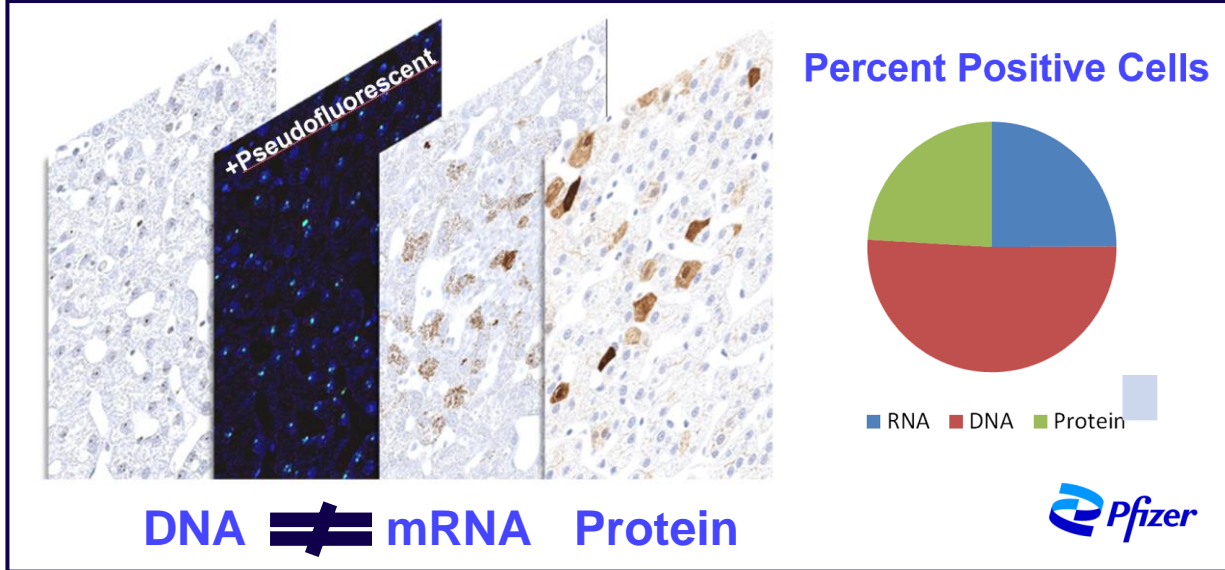 +Pseudofluorescent
Percent Positive Cells
RNA DNA Protein
DNA ≠ mRNA Protein
Pfizer